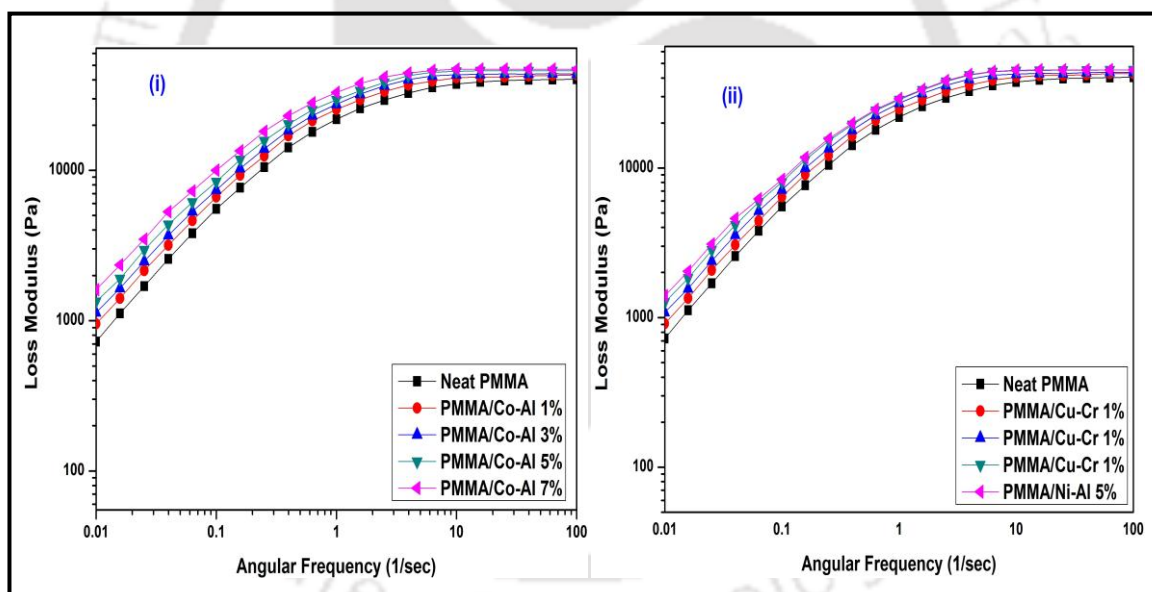 (i)
Loss Modulus (Pa)
10000
1000
100
Neat PMMA
PMMA/Co-Al 1%
PMMA/Co-Al 3%
PMMA/Co-Al 5%
PMMA/Co-Al 7%
0.01 0.1 1 10 100
Angular Frequency (1/sec)
(ii)
Loss Modulus (Pa)
10000
1000
100
Neat PMMA
PMMA/Cu-Cr 1%
PMMA/Cu-Cr 1%
PMMA/Cu-Cr 1%
PMMA/Ni-Al 5%
0.01 0.1 1 10 100
Angular Frequency (1/sec)